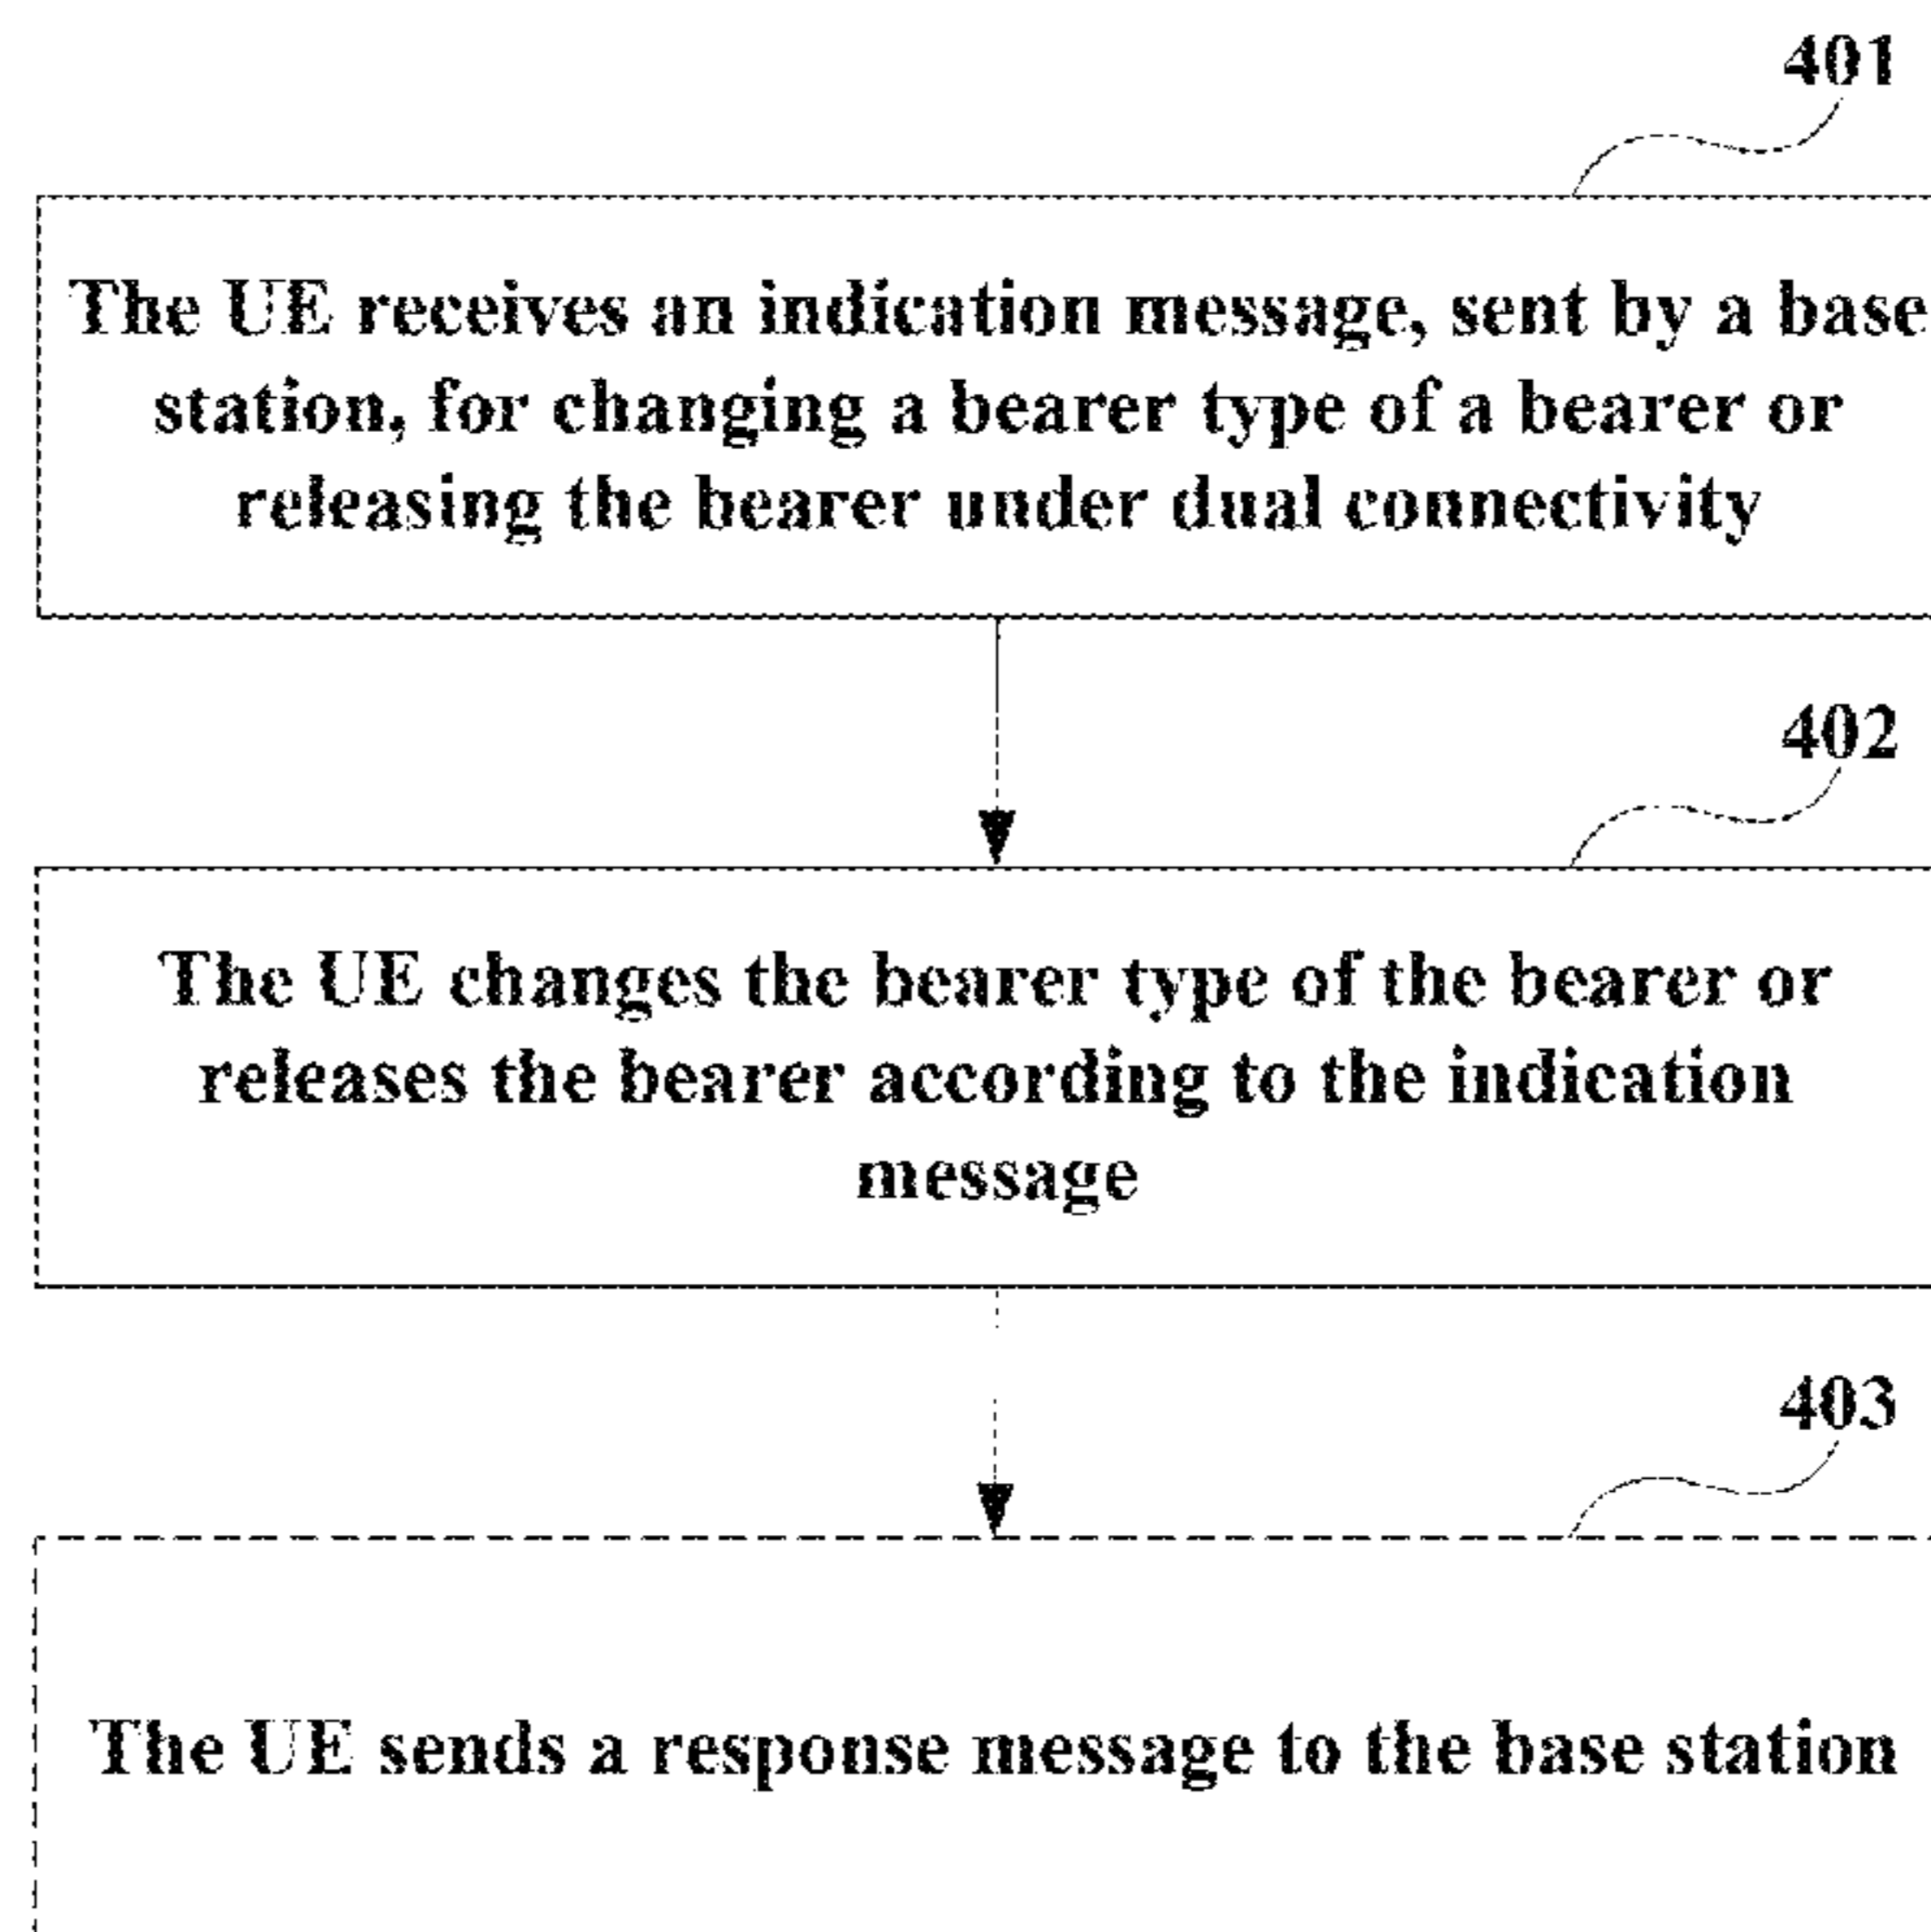 401
The UE receives an indication message, sent by a base
station, for changing a bearer type of a bearer or
releasing the bearer under dual connectivity
402
The UE changes the bearer type of the bearer or
releases the bearer according to the indication
message
403
The UE sends a response message to the base station